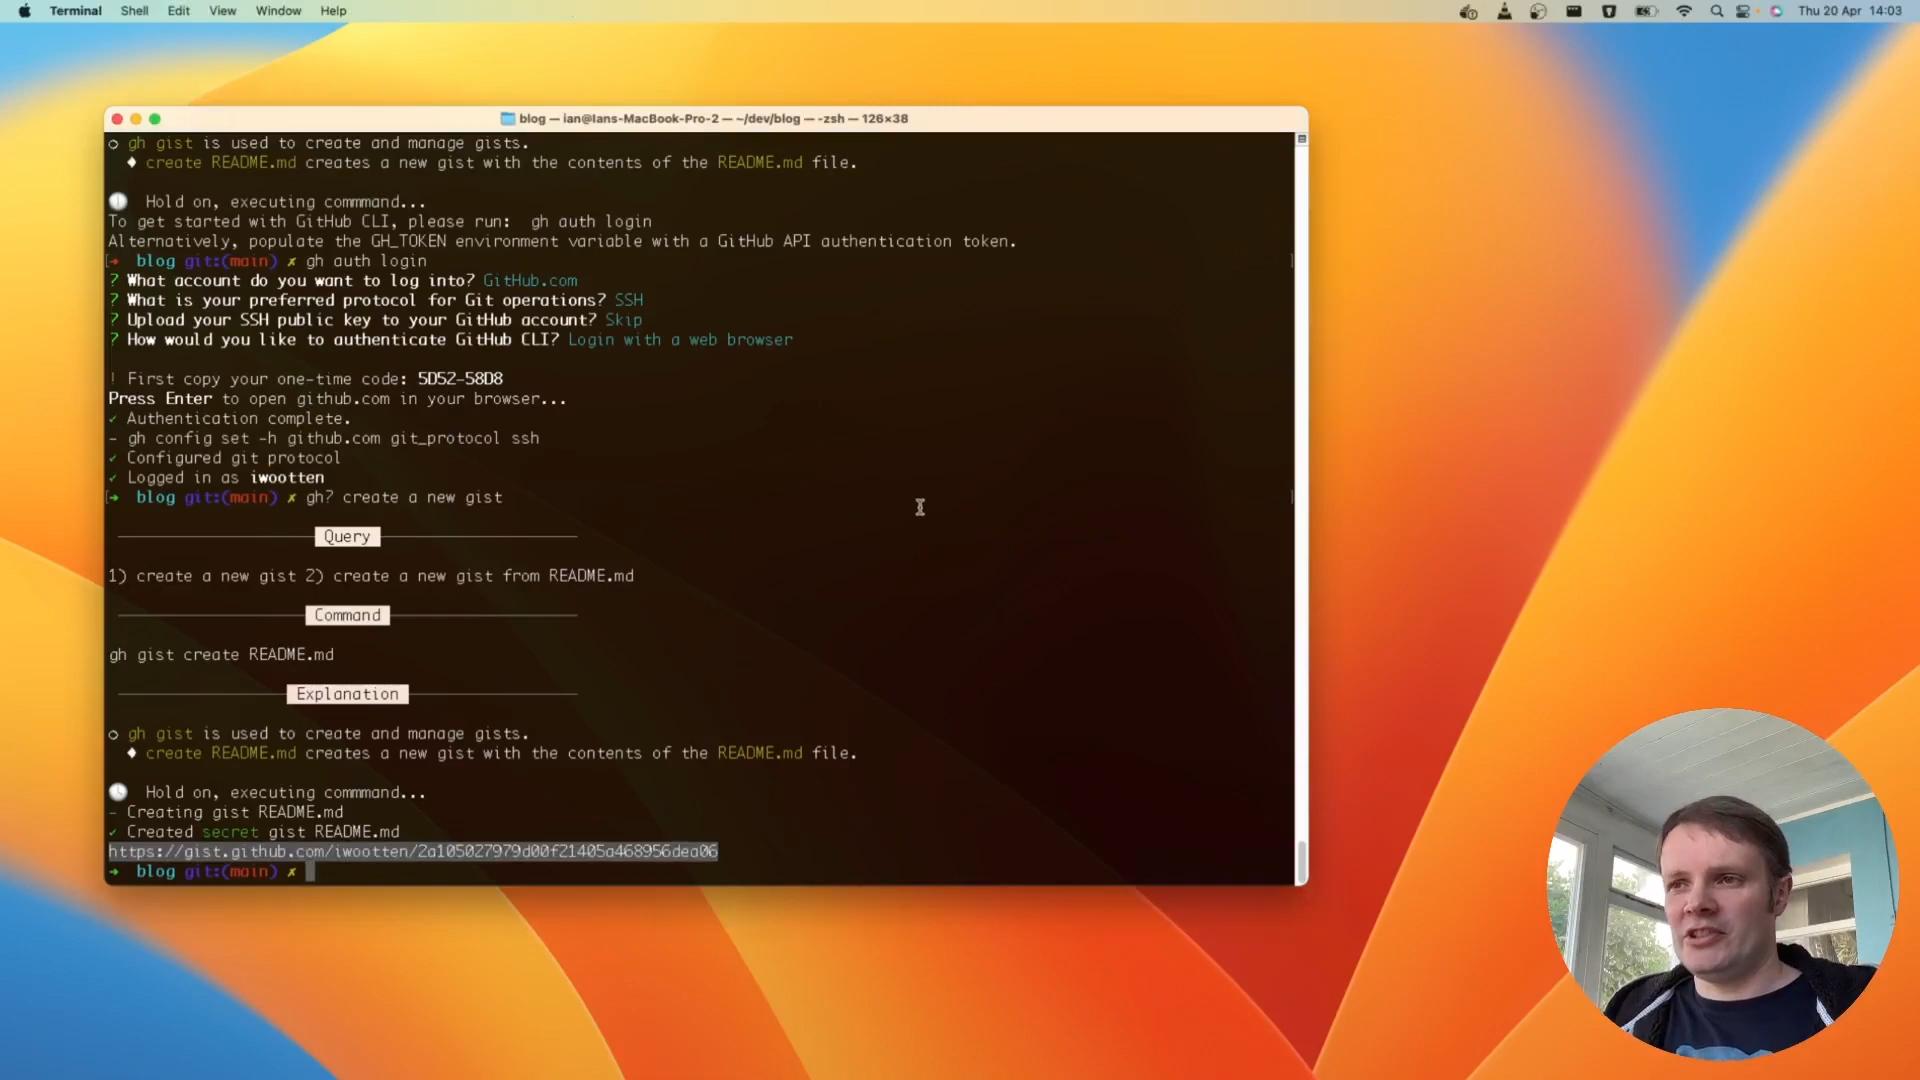 Terminal Shell Edit View Window Help Thu 20 Apr 14:03
blog — ian@Ians-MacBook-Pro-2 — ~/dev/blog — -zsh — 126×38
gh gist is used to create and manage gists.
create README.md creates a new gist with the contents of the README.md file.
Hold on, executing commmand...
To get started with GitHub CLI, please run:  gh auth login
Alternatively, populate the GH_TOKEN environment variable with a GitHub API authentication token.
[➜  blog git:(main) ✗ gh auth login
? What account do you want to log into? GitHub.com
? What is your preferred protocol for Git operations? SSH
? Upload your SSH public key to your GitHub account? Skip
? How would you like to authenticate GitHub CLI? Login with a web browser
! First copy your one-time code: 5D52-58D8
Press Enter to open github.com in your browser...
✓ Authentication complete.
- gh config set -h github.com git_protocol ssh
✓ Configured git protocol
✓ Logged in as iwootten
[➜  blog git:(main) ✗ gh? create a new gist
Query
1) create a new gist 2) create a new gist from README.md
Command
gh gist create README.md
Explanation
gh gist is used to create and manage gists.
create README.md creates a new gist with the contents of the README.md file.
Hold on, executing commmand...
- Creating gist README.md
✓ Created secret gist README.md
https://gist.github.com/iwootten/2a105027979d00f21405a468956dea06
➜  blog git:(main) ✗